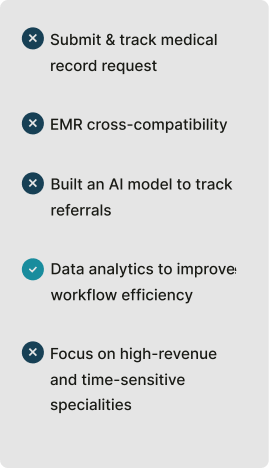 Submit & track medical
record request
EMR cross-compatibility
Built an AI model to track
referrals
Data analytics to improves
workflow efficiency
Focus on high-revenue
and time-sensitive
specialities